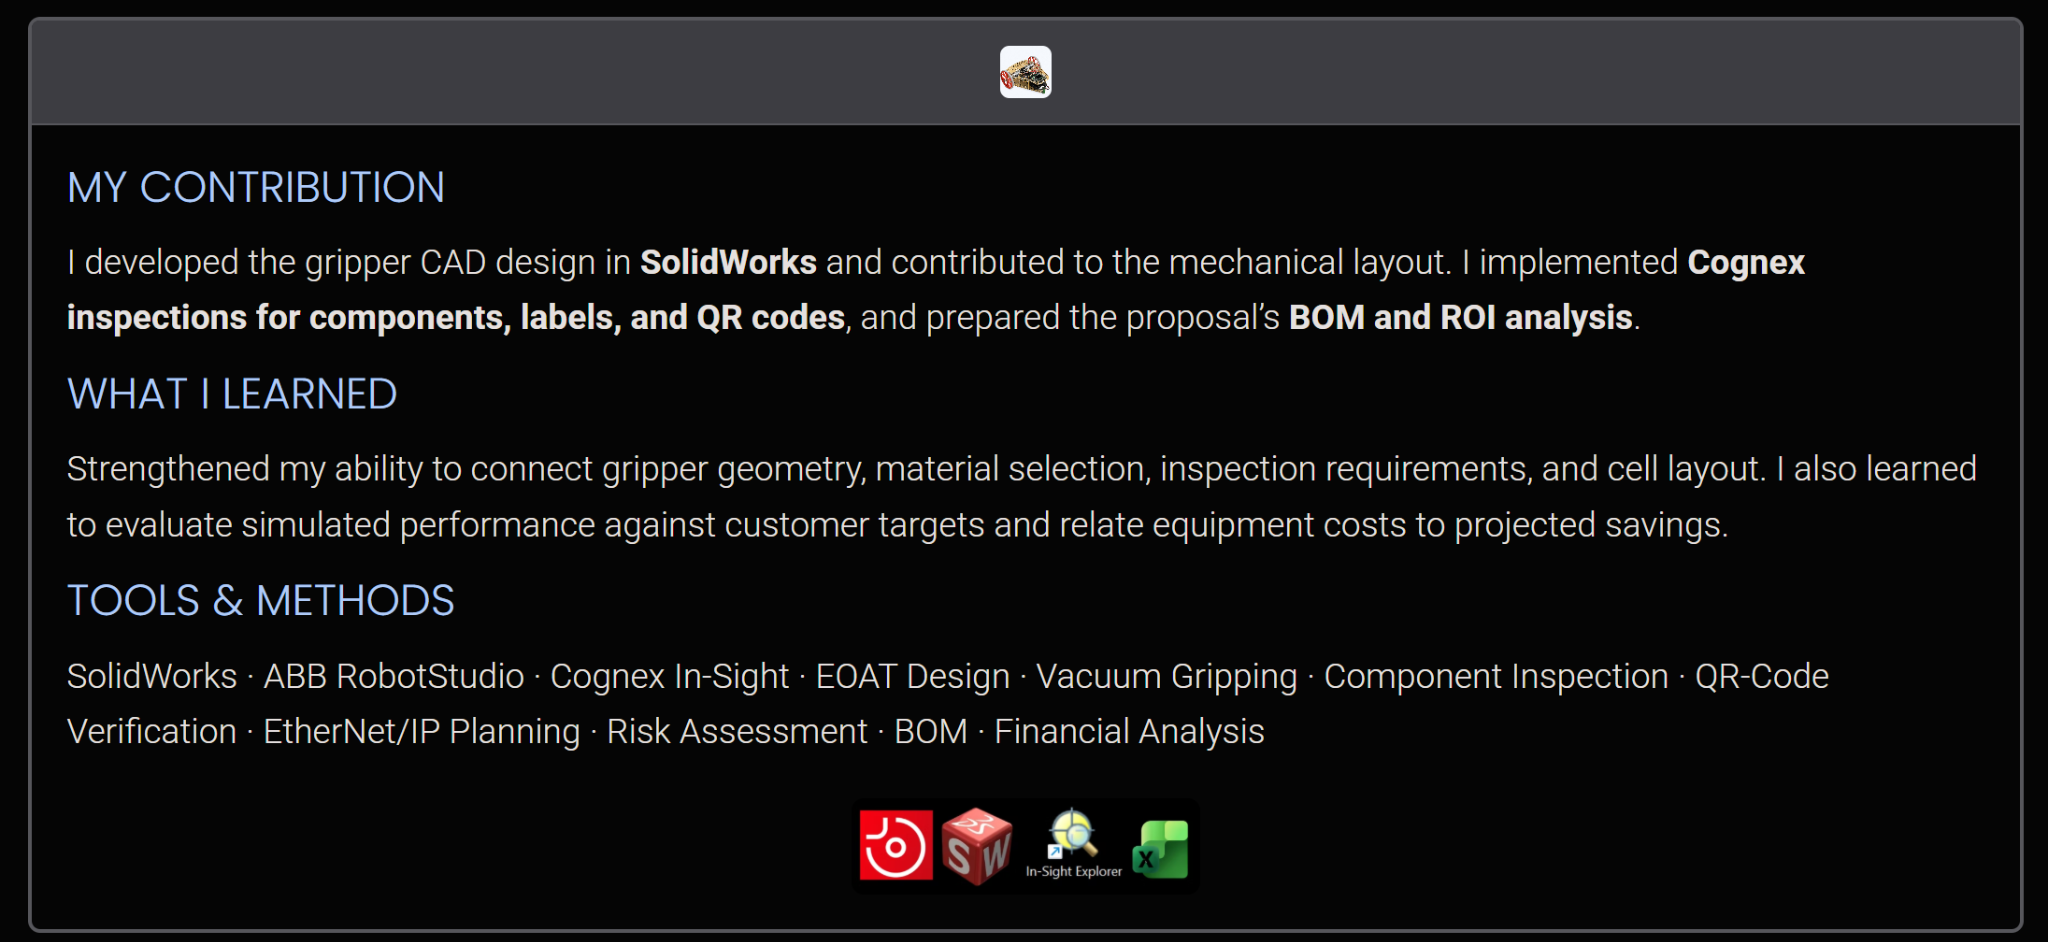 MY CONTRIBUTION
I developed the gripper CAD design in SolidWorks and contributed to the mechanical layout. I implemented Cognex
inspections for components, labels, and QR codes, and prepared the proposal’s BOM and ROI analysis.
WHAT I LEARNED
Strengthened my ability to connect gripper geometry, material selection, inspection requirements, and cell layout. I also learned
to evaluate simulated performance against customer targets and relate equipment costs to projected savings.
TOOLS & METHODS
SolidWorks · ABB RobotStudio · Cognex In-Sight · EOAT Design · Vacuum Gripping · Component Inspection · QR-Code
Verification · EtherNet/IP Planning · Risk Assessment · BOM · Financial Analysis
DS
S W
In-Sight Explorer
X